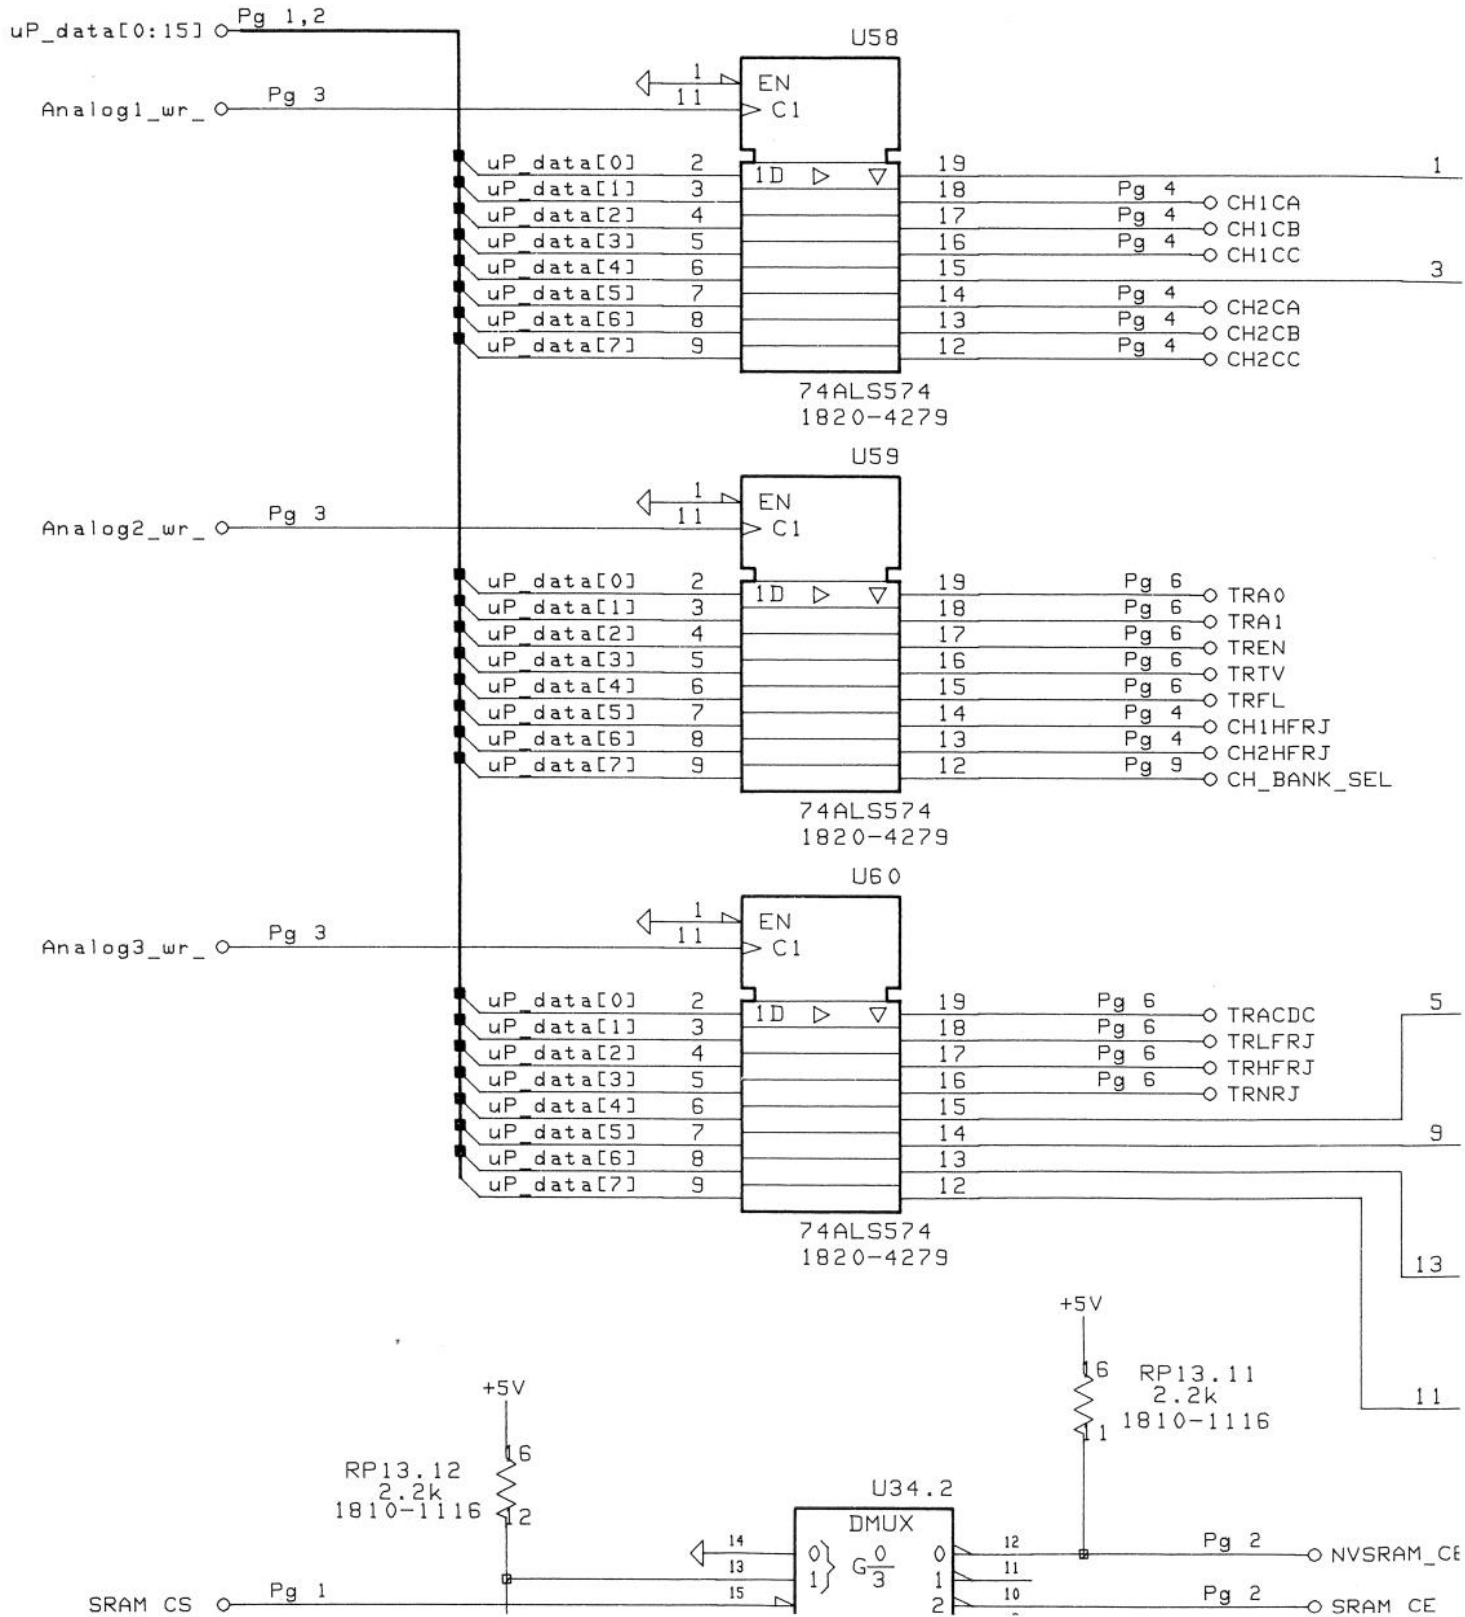 Pg 1,2
uP_data[0:15]
U58
1 EN
Analog1_wr_ Pg 3 11 C1
uP_data[0] 2 1D 19 1
uP_data[1] 3 18 Pg 4 CH1CA
uP_data[2] 4 17 Pg 4 CH1CB
uP_data[3] 5 16 Pg 4 CH1CC
uP_data[4] 6 15 3
uP_data[5] 7 14 Pg 4 CH2CA
uP_data[6] 8 13 Pg 4 CH2CB
uP_data[7] 9 12 Pg 4 CH2CC
74ALS574
1820-4279
U59
1 EN
Analog2_wr_ Pg 3 11 C1
uP_data[0] 2 1D 19 Pg 6 TRA0
uP_data[1] 3 18 Pg 6 TRA1
uP_data[2] 4 17 Pg 6 TREN
uP_data[3] 5 16 Pg 6 TRTV
uP_data[4] 6 15 Pg 6 TRFL
uP_data[5] 7 14 Pg 4 CH1HFRJ
uP_data[6] 8 13 Pg 4 CH2HFRJ
uP_data[7] 9 12 Pg 9 CH_BANK_SEL
74ALS574
1820-4279
U60
1 EN
Analog3_wr_ Pg 3 11 C1
uP_data[0] 2 1D 19 Pg 6 TRACDC 5
uP_data[1] 3 18 Pg 6 TRLFRJ
uP_data[2] 4 17 Pg 6 TRHFRJ
uP_data[3] 5 16 Pg 6 TRNRJ
uP_data[4] 6 15
uP_data[5] 7 14 9
uP_data[6] 8 13
uP_data[7] 9 12
74ALS574
1820-4279
13
+5V
16 RP13.11
2.2k
11 1810-1116
11
+5V
RP13.12 16
2.2k
1810-1116 12
U34.2
DMUX
14 0 G 0 0 12 Pg 2 NVSRAM_CE
13 1 3 1 11
SRAM CS Pg 1 15 2 10 Pg 2 SRAM CE